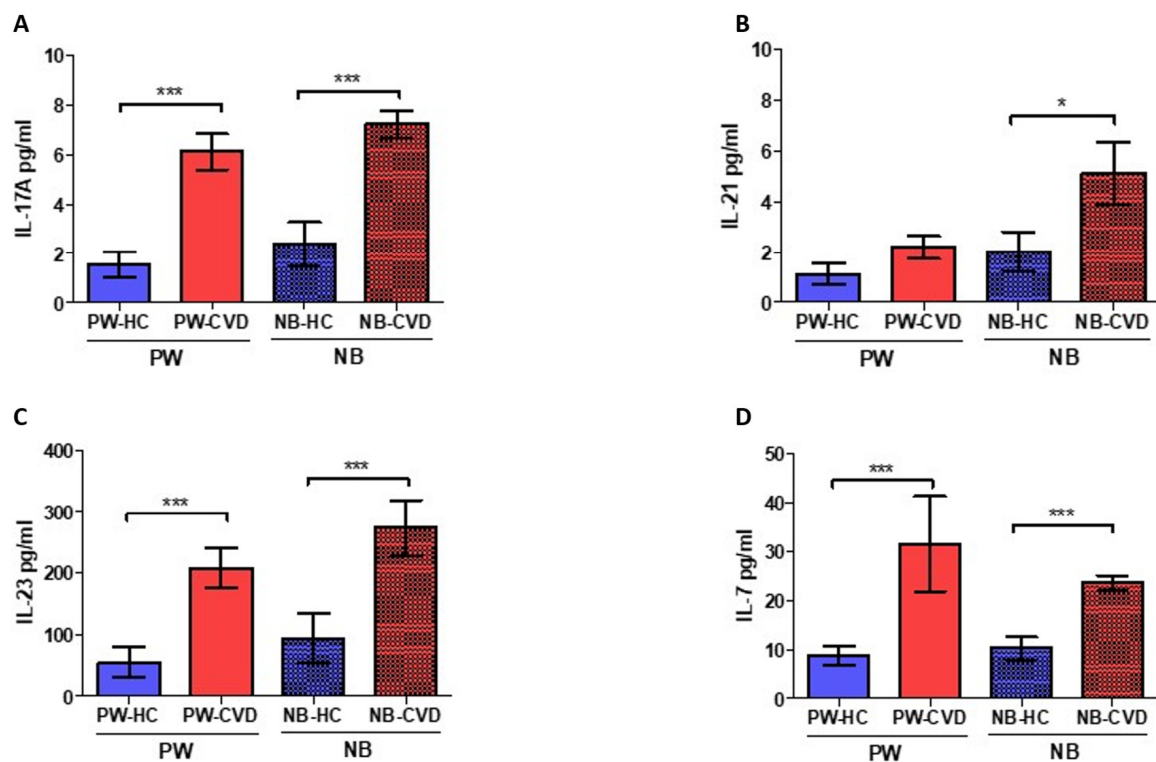 A
IL-17A pg/ml
10
8
6
4
2
0
***
***
PW-HC PW-CVD NB-HC NB-CVD
PW NB
B
IL-21 pg/ml
10
8
6
4
2
0
*
PW-HC PW-CVD NB-HC NB-CVD
PW NB
C
IL-23 pg/ml
400
300
200
100
0
***
***
PW-HC PW-CVD NB-HC NB-CVD
PW NB
D
IL-7 pg/ml
50
40
30
20
10
0
***
***
PW-HC PW-CVD NB-HC NB-CVD
PW NB